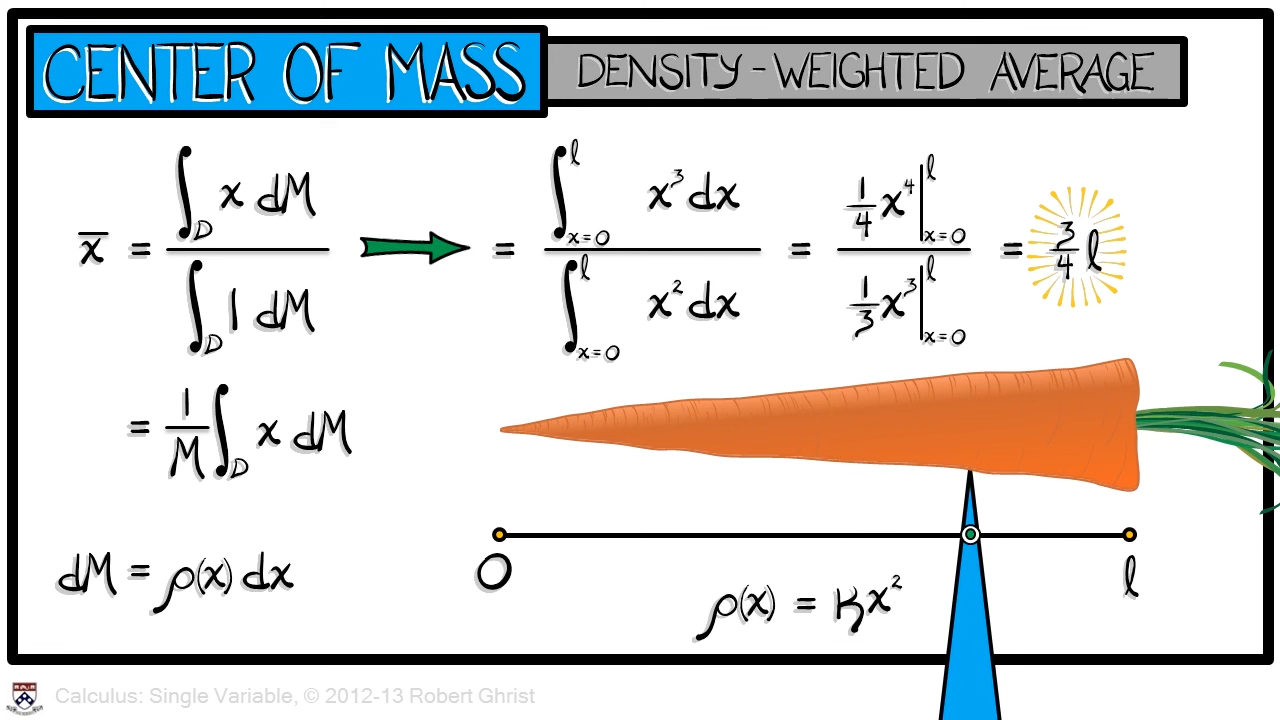 CENTER OF MASS
DENSITY-WEIGHTED AVERAGE
x̄ = ∫_D x dM / ∫_D 1 dM → = ∫_{x=0}^{l} x³ dx / ∫_{x=0}^{l} x² dx = ¼ x⁴ |_{x=0}^{l} / ⅓ x³ |_{x=0}^{l} = ¾ l
= 1/M ∫_D x dM
dM = ρ(x) dx
0 l
ρ(x) = κx²
Calculus: Single Variable, © 2012-13 Robert Ghrist